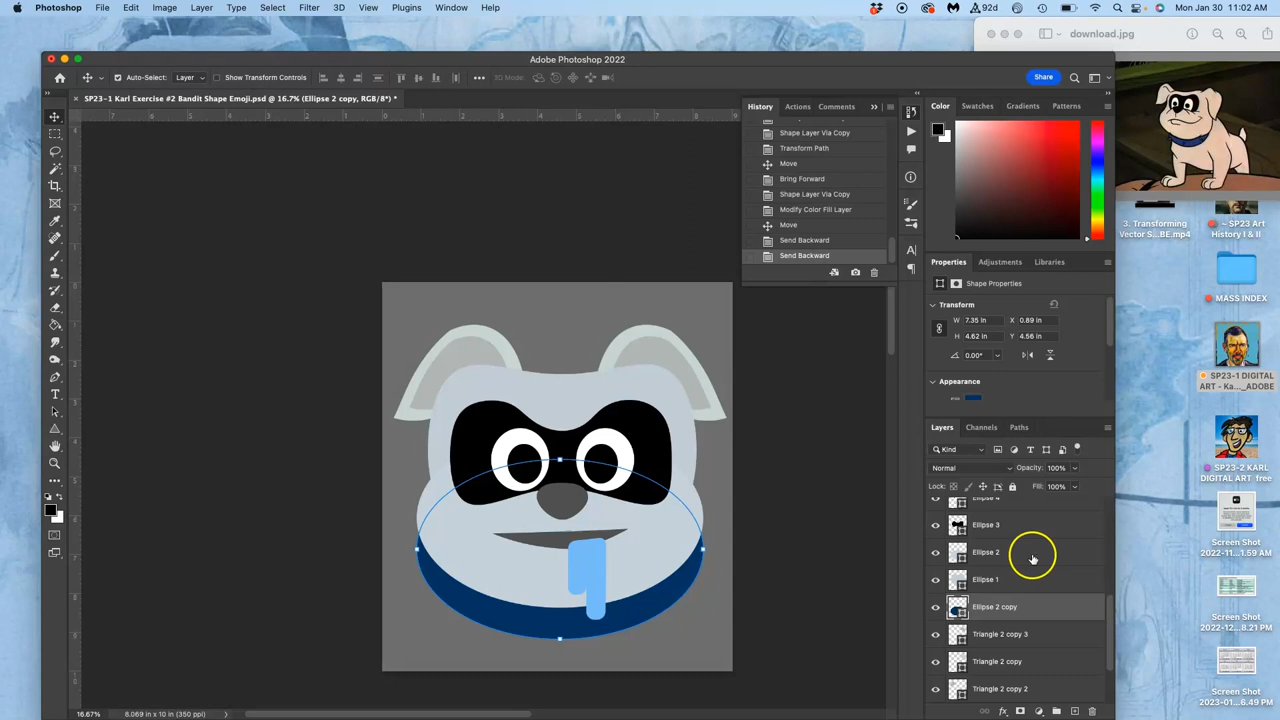 Photoshop File Edit Image Layer Type Select Filter 3D View Plugins Window Help
92d Mon Jan 30 11:02 AM
download.jpg
Adobe Photoshop 2022
Auto-Select: Layer Show Transform Controls 3D Mode: Share
SP23-1 Karl Exercise #2 Bandit Shape Emoji.psd @ 16.7% (Ellipse 2 copy, RGB/8*) *
History Actions Comments
Shape Layer Via Copy
Transform Path
Move
Bring Forward
Shape Layer Via Copy
Modify Color Fill Layer
Move
Send Backward
Send Backward
Color Swatches Gradients Patterns
Properties Adjustments Libraries
Shape Properties
Transform
W 7.35 in X 0.89 in
H 4.62 in Y 4.56 in
0.00°
Appearance
Layers Channels Paths
Kind
Normal Opacity: 100%
Lock: Fill: 100%
Ellipse 4
Ellipse 3
Ellipse 2
Ellipse 1
Ellipse 2 copy
Triangle 2 copy 3
Triangle 2 copy
Triangle 2 copy 2
16.67% 8.069 in x 10 in (350 ppi)
3. Transforming
Vector S...BE.mp4
~ SP23 Art
History I & II
MASS INDEX
SP23-1 DIGITAL
ART - Ka..._ADOBE
SP23-2 KARL
DIGITAL ART free
Screen Shot
2022-11...1.59 AM
Screen Shot
2022-12...8.21 PM
Screen Shot
2023-01...6.49 PM